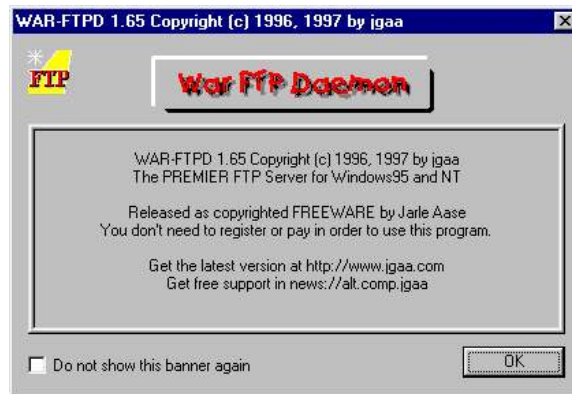 WAR-FTPD 1.65 Copyright (c) 1996, 1997 by jgaa
FTP
War FTP Daemon
WAR-FTPD 1.65 Copyright (c) 1996, 1997 by jgaa
The PREMIER FTP Server for Windows95 and NT
Released as copyrighted FREEWARE by Jarle Aase
You don't need to register or pay in order to use this program.
Get the latest version at http://www.jgaa.com
Get free support in news://alt.comp.jgaa
Do not show this banner again
OK